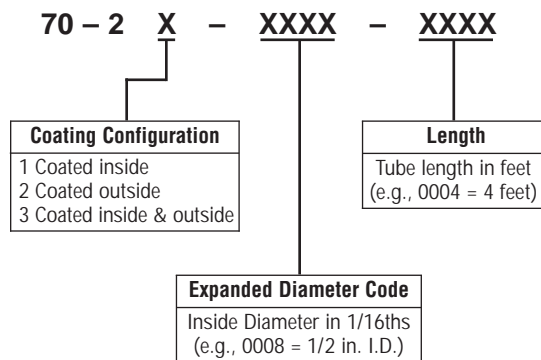 70 – 2 X – XXXX – XXXX
Coating Configuration
1 Coated inside
2 Coated outside
3 Coated inside & outside
Length
Tube length in feet
(e.g., 0004 = 4 feet)
Expanded Diameter Code
Inside Diameter in 1/16ths
(e.g., 0008 = 1/2 in. I.D.)